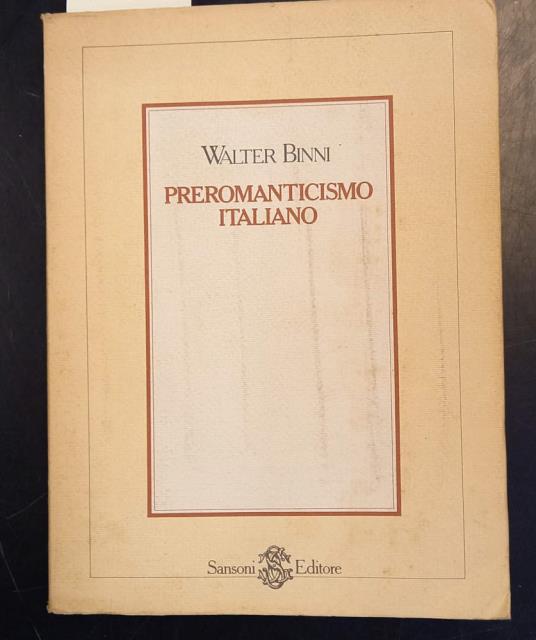 WALTER BINNI
PREROMANTICISMO
ITALIANO
Sansoni Editore